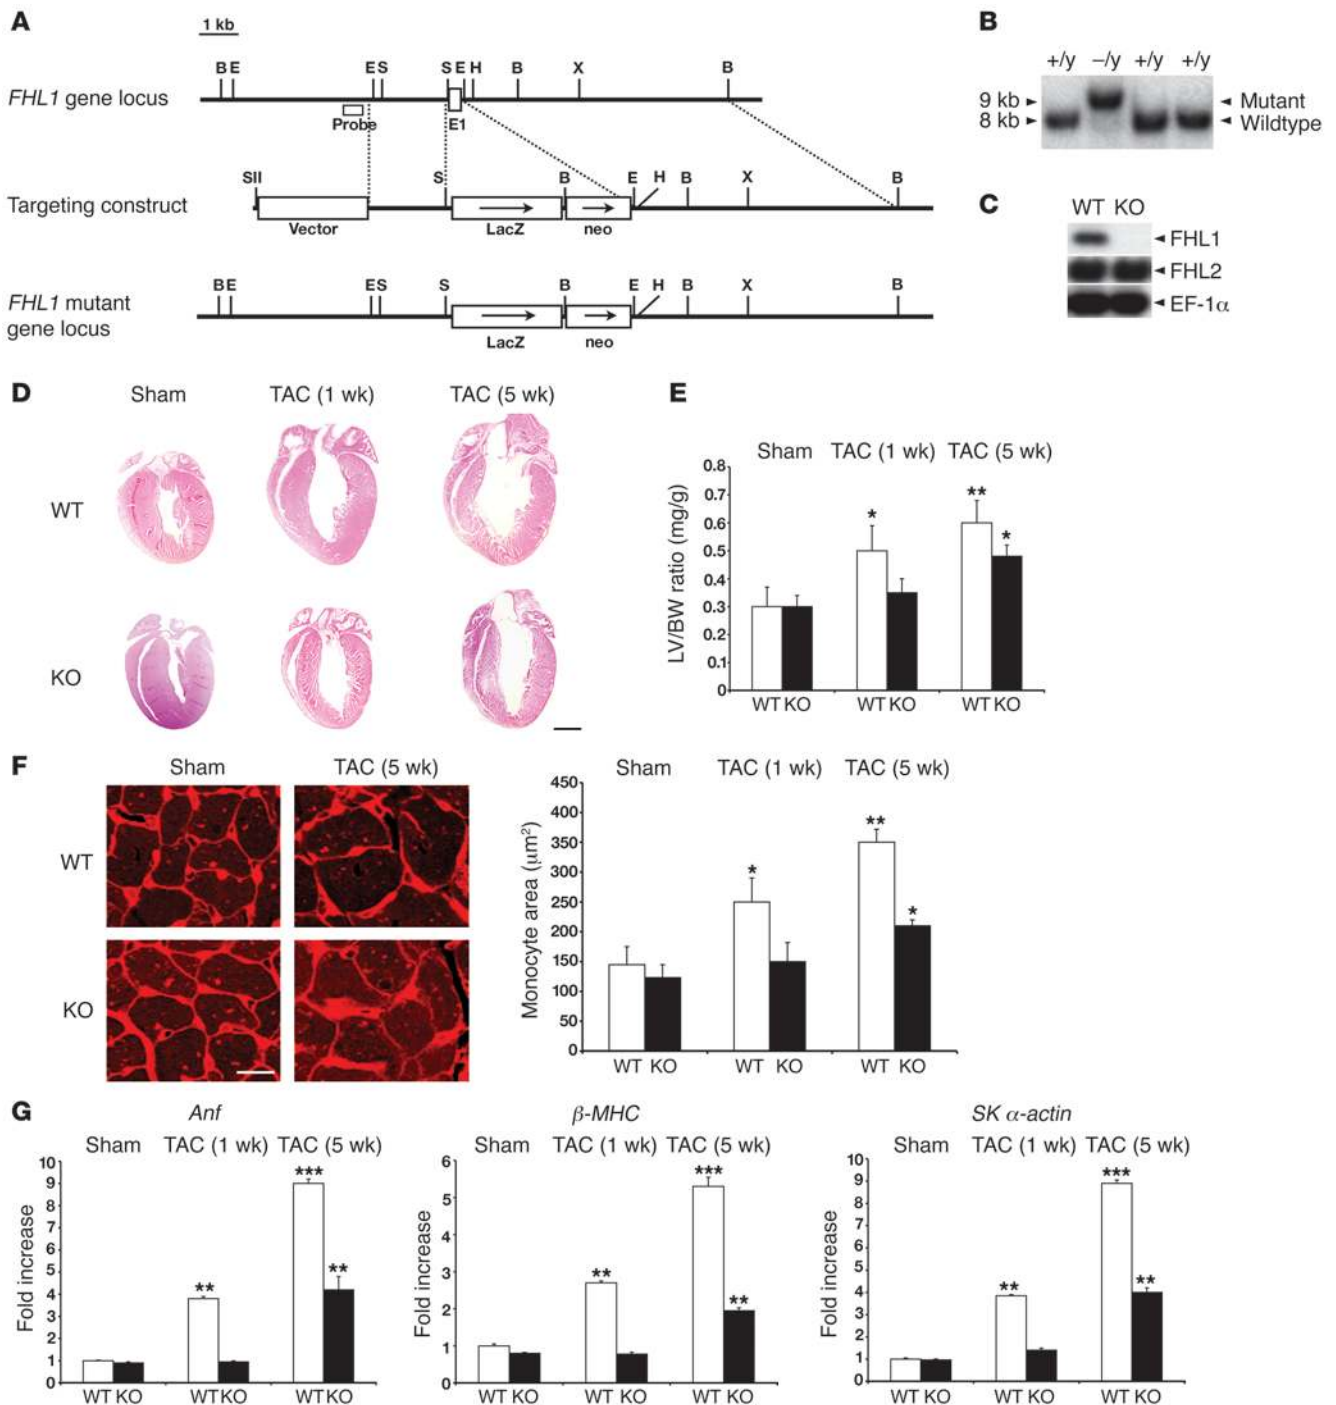 A
1 kb
B E E S S E H B X B
FHL1 gene locus
Probe E1
SII S B E H B X B
Targeting construct
Vector LacZ neo
B E E S S B E H B X B
FHL1 mutant
gene locus
LacZ neo
B
+/y –/y +/y +/y
9 kb Mutant
8 kb Wildtype
C
WT KO
FHL1
FHL2
EF-1α
D
Sham TAC (1 wk) TAC (5 wk)
WT
KO
E
Sham TAC (1 wk) TAC (5 wk)
LV/BW ratio (mg/g)
0.8
0.7
0.6
0.5
0.4
0.3
0.2
0.1
0
* ** *
WT KO WT KO WT KO
F
Sham TAC (5 wk)
WT
KO
Sham TAC (1 wk) TAC (5 wk)
Monocyte area (μm²)
450
400
350
300
250
200
150
100
50
0
* ** *
WT KO WT KO WT KO
G
Anf
Sham TAC (1 wk) TAC (5 wk)
Fold increase
10
9
8
7
6
5
4
3
2
1
0
** *** **
WT KO WT KO WT KO
β-MHC
Sham TAC (1 wk) TAC (5 wk)
Fold increase
6
5
4
3
2
1
0
** *** **
WT KO WT KO WT KO
SK α-actin
Sham TAC (1 wk) TAC (5 wk)
Fold increase
10
9
8
7
6
5
4
3
2
1
0
** *** **
WT KO WT KO WT KO